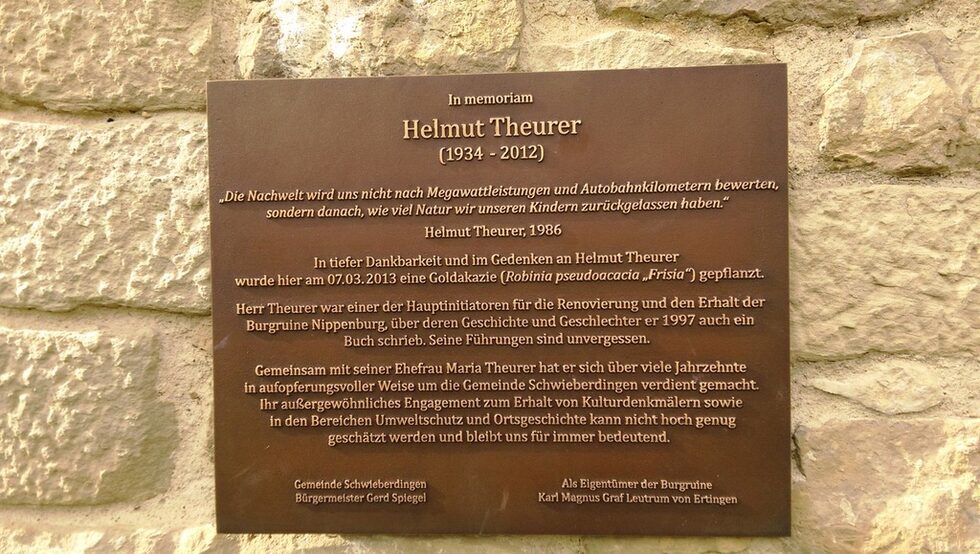 In memoriam
Helmut Theurer
(1934 - 2012)
„Die Nachwelt wird uns nicht nach Megawattleistungen und Autobahnkilometern bewerten,
sondern danach, wie viel Natur wir unseren Kindern zurückgelassen haben.“
Helmut Theurer, 1986
In tiefer Dankbarkeit und im Gedenken an Helmut Theurer
wurde hier am 07.03.2013 eine Goldakazie (Robinia pseudoacacia „Frisia“) gepflanzt.
Herr Theurer war einer der Hauptinitiatoren für die Renovierung und den Erhalt der
Burgruine Nippenburg, über deren Geschichte und Geschlechter er 1997 auch ein
Buch schrieb. Seine Führungen sind unvergessen.
Gemeinsam mit seiner Ehefrau Maria Theurer hat er sich über viele Jahrzehnte
in aufopferungsvoller Weise um die Gemeinde Schwieberdingen verdient gemacht.
Ihr außergewöhnliches Engagement zum Erhalt von Kulturdenkmälern sowie
in den Bereichen Umweltschutz und Ortsgeschichte kann nicht hoch genug
geschätzt werden und bleibt uns für immer bedeutend.
Gemeinde Schwieberdingen
Bürgermeister Gerd Spiegel
Als Eigentümer der Burgruine
Karl Magnus Graf Leutrum von Ertingen